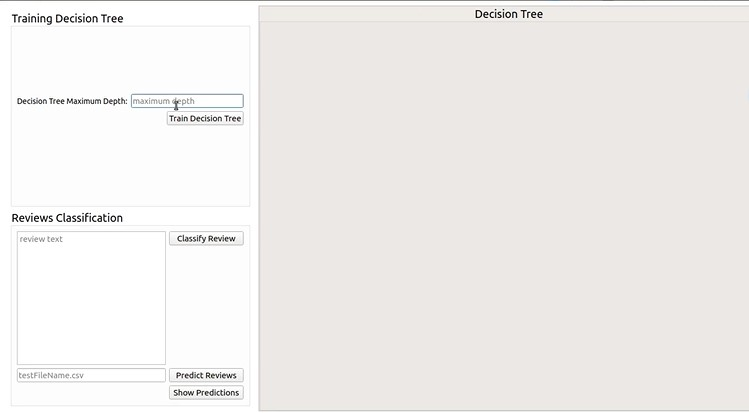 Training Decision Tree
Decision Tree Maximum Depth: maximum depth
Train Decision Tree
Reviews Classification
review text
Classify Review
testFileName.csv
Predict Reviews
Show Predictions
Decision Tree